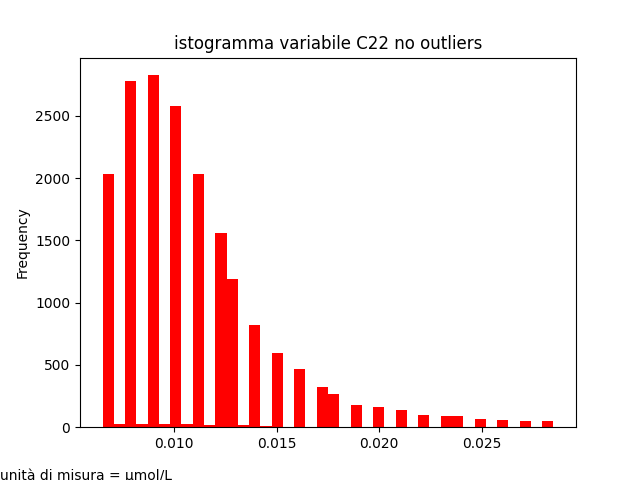 istogramma variabile C22 no outliers
2500
2000
1500
1000
500
0
Frequency
0.010 0.015 0.020 0.025
unità di misura = μmol/L